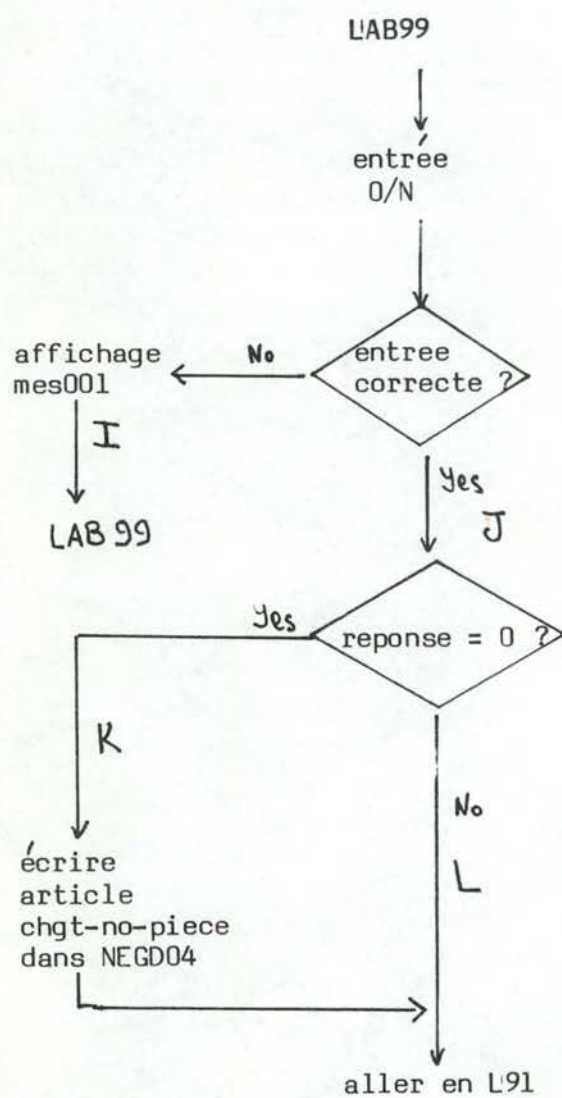 L'AB99
entrée
O/N
entree
correcte ?
No
affichage
mes001
I
LAB 99
Yes
J
reponse = O ?
Yes
K
No
L
écrire
article
chgt-no-piece
dans NEGD04
aller en L'91